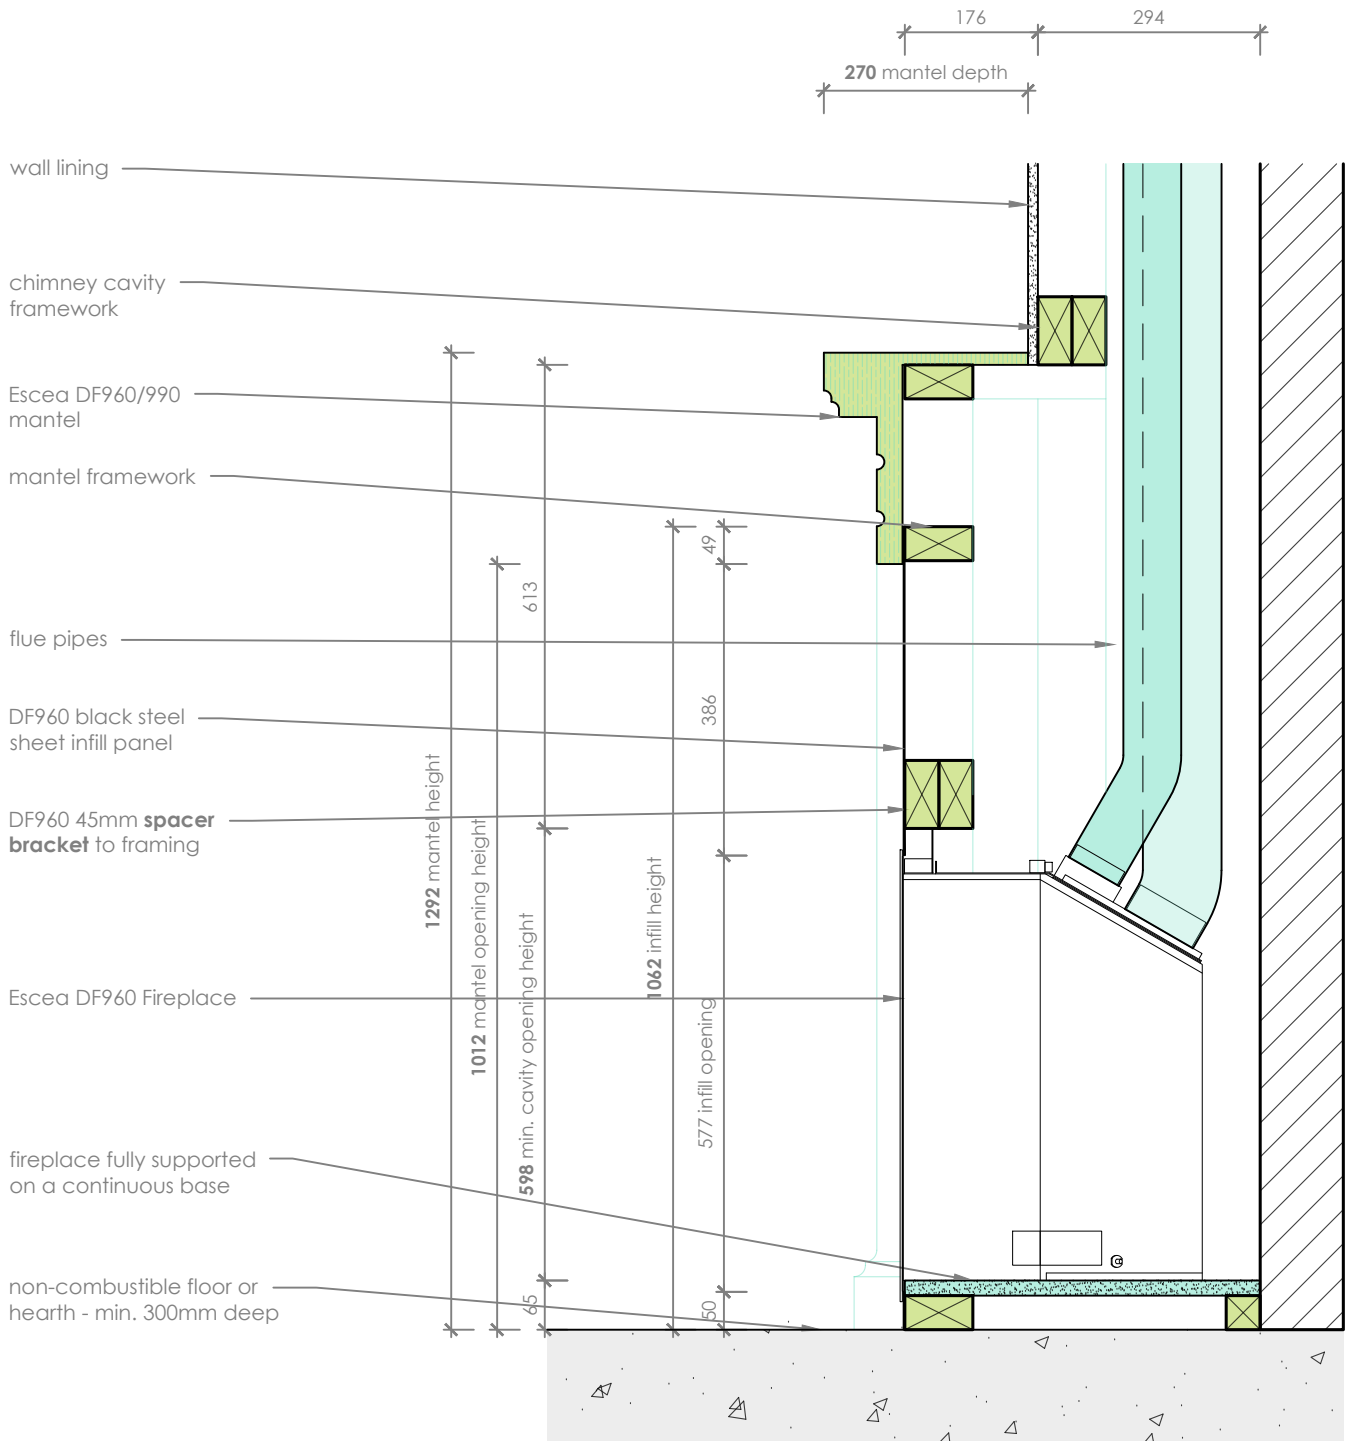 176
294
270 mantel depth
wall lining
chimney cavity
framework
Escea DF960/990
mantel
mantel framework
49
613
flue pipes
386
DF960 black steel
sheet infill panel
DF960 45mm spacer
bracket to framing
1292 mantel height
1012 mantel opening height
598 min. cavity opening height
1062 infill height
577 infill opening
Escea DF960 Fireplace
fireplace fully supported
on a continuous base
non-combustible floor or
hearth - min. 300mm deep
65
50